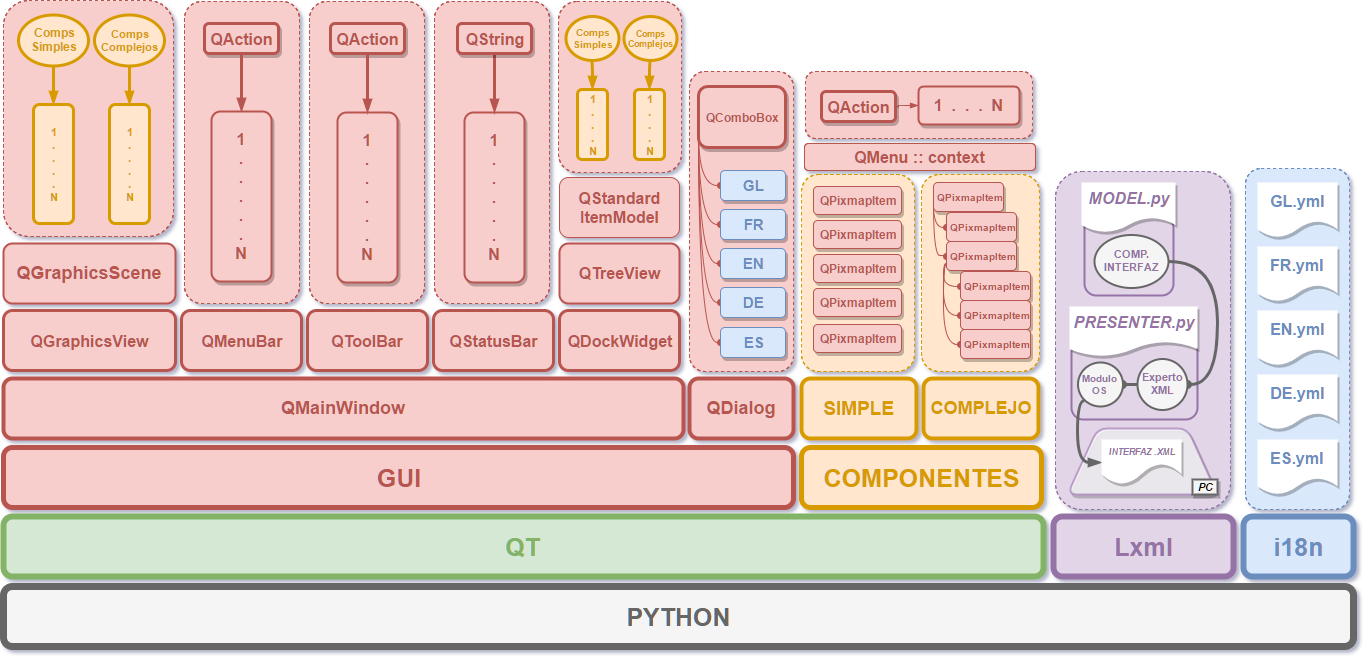 Comps
Simples
Comps
Complejos
1
.
.
.
.
N
1
.
.
.
.
N
QGraphicsScene
QGraphicsView
QAction
1
.
.
.
.
N
QMenuBar
QAction
1
.
.
.
.
N
QToolBar
QString
1
.
.
.
.
N
QStatusBar
Comps
Simples
Comps
Complejos
1
.
.
.
N
1
.
.
.
N
QStandard
ItemModel
QTreeView
QDockWidget
QMainWindow
QComboBox
GL
FR
EN
DE
ES
QDialog
GUI
QAction
1 . . . N
QMenu :: context
QPixmapItem
QPixmapItem
QPixmapItem
QPixmapItem
QPixmapItem
SIMPLE
QPixmapItem
QPixmapItem
QPixmapItem
QPixmapItem
QPixmapItem
QPixmapItem
COMPLEJO
COMPONENTES
QT
MODEL.py
COMP.
INTERFAZ
PRESENTER.py
Modulo
OS
Experto
XML
INTERFAZ .XML
PC
Lxml
GL.yml
FR.yml
EN.yml
DE.yml
ES.yml
i18n
PYTHON